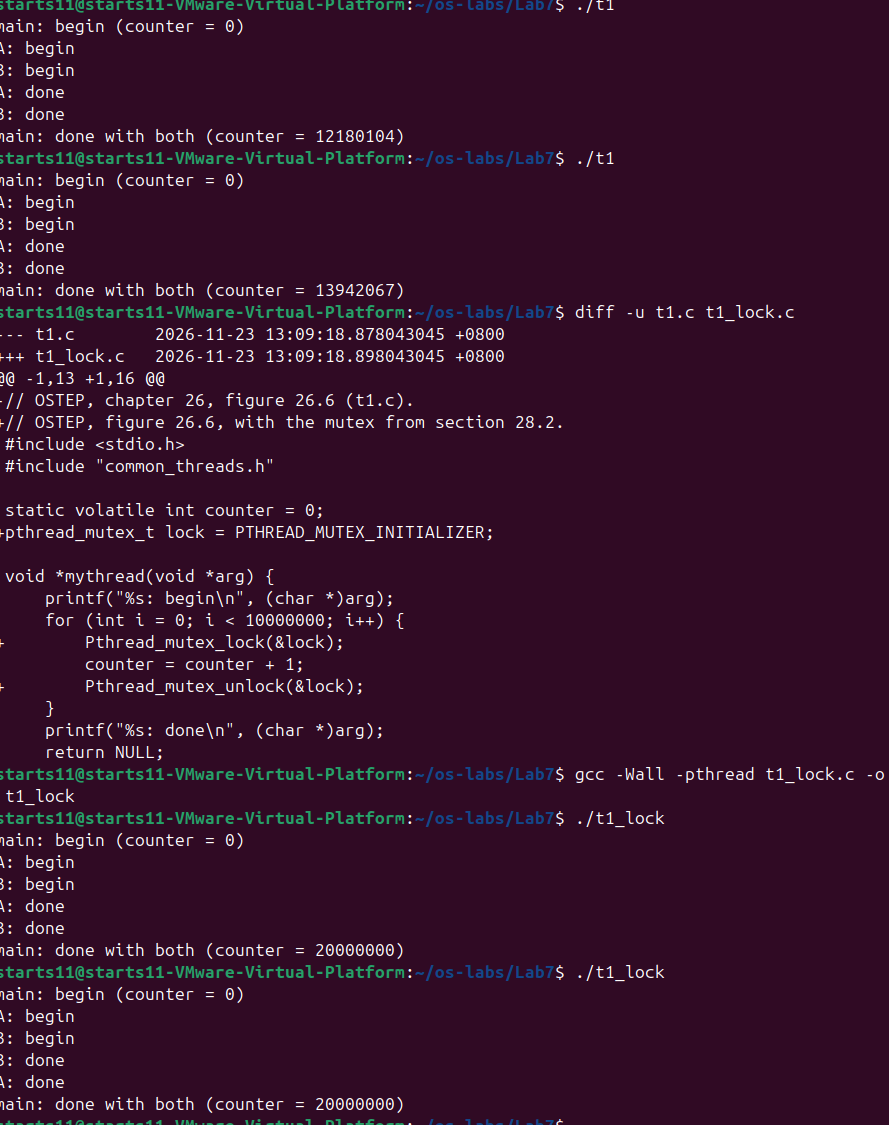 starts11@starts11-VMware-Virtual-Platform:~/os-labs/Lab7$ ./t1
main: begin (counter = 0)
A: begin
B: begin
A: done
B: done
main: done with both (counter = 12180104)
starts11@starts11-VMware-Virtual-Platform:~/os-labs/Lab7$ ./t1
main: begin (counter = 0)
A: begin
B: begin
A: done
B: done
main: done with both (counter = 13942067)
starts11@starts11-VMware-Virtual-Platform:~/os-labs/Lab7$ diff -u t1.c t1_lock.c
--- t1.c        2026-11-23 13:09:18.878043045 +0800
+++ t1_lock.c   2026-11-23 13:09:18.898043045 +0800
@@ -1,13 +1,16 @@
-// OSTEP, chapter 26, figure 26.6 (t1.c).
+// OSTEP, figure 26.6, with the mutex from section 28.2.
 #include <stdio.h>
 #include "common_threads.h"

 static volatile int counter = 0;
+pthread_mutex_t lock = PTHREAD_MUTEX_INITIALIZER;

 void *mythread(void *arg) {
     printf("%s: begin\n", (char *)arg);
     for (int i = 0; i < 10000000; i++) {
+        Pthread_mutex_lock(&lock);
         counter = counter + 1;
+        Pthread_mutex_unlock(&lock);
     }
     printf("%s: done\n", (char *)arg);
     return NULL;
starts11@starts11-VMware-Virtual-Platform:~/os-labs/Lab7$ gcc -Wall -pthread t1_lock.c -o
 t1_lock
starts11@starts11-VMware-Virtual-Platform:~/os-labs/Lab7$ ./t1_lock
main: begin (counter = 0)
A: begin
B: begin
A: done
B: done
main: done with both (counter = 20000000)
starts11@starts11-VMware-Virtual-Platform:~/os-labs/Lab7$ ./t1_lock
main: begin (counter = 0)
A: begin
B: begin
B: done
A: done
main: done with both (counter = 20000000)
starts11@starts11-VMware-Virtual-Platform:~/os-labs/Lab7$